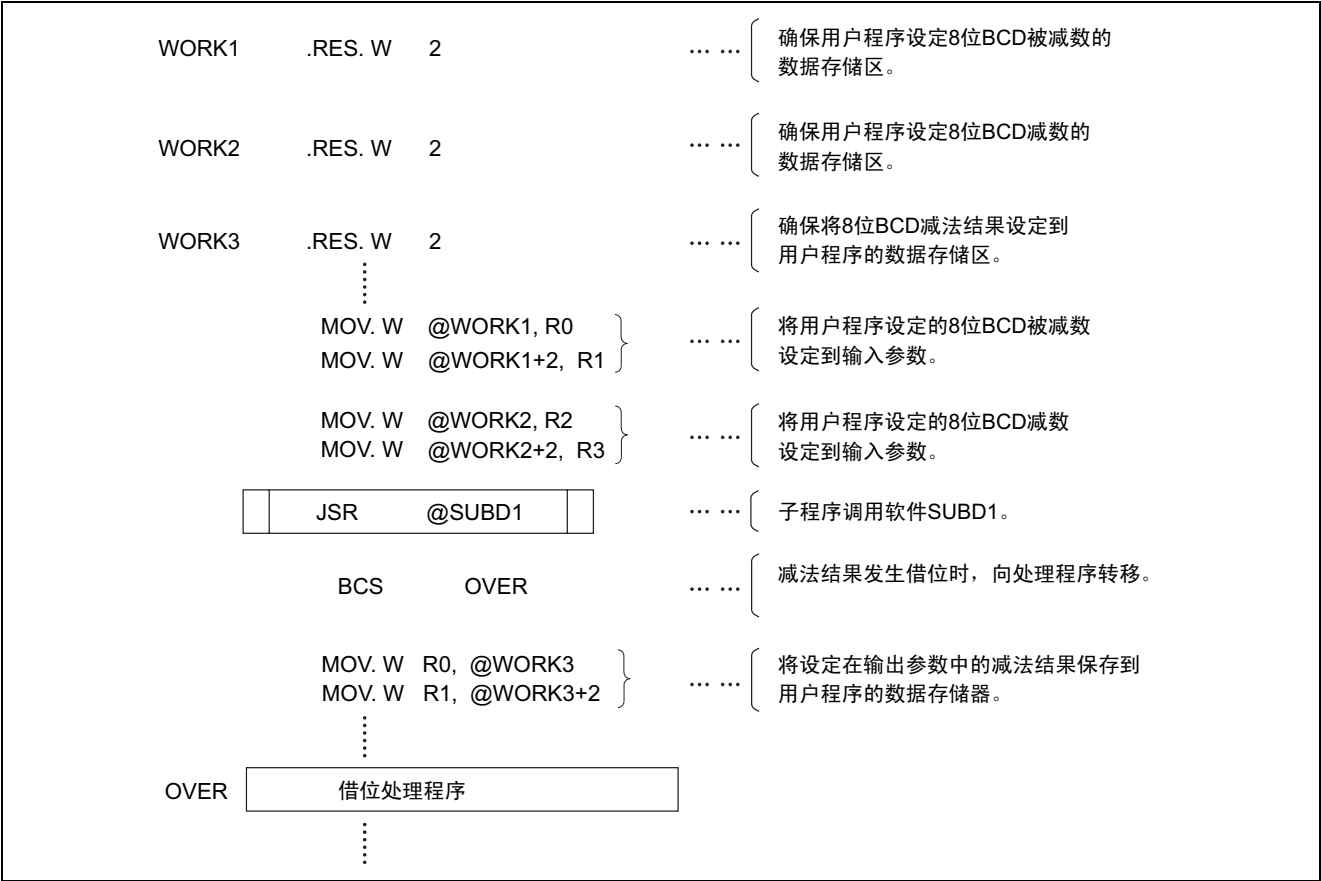 WORK1 .RES. W 2 … … 确保用户程序设定8位BCD被减数的
数据存储区。
WORK2 .RES. W 2 … … 确保用户程序设定8位BCD减数的
数据存储区。
WORK3 .RES. W 2 … … 确保将8位BCD减法结果设定到
用户程序的数据存储区。
MOV. W @WORK1, R0 … … 将用户程序设定的8位BCD被减数
MOV. W @WORK1+2, R1 设定到输入参数。
MOV. W @WORK2, R2 … … 将用户程序设定的8位BCD减数
MOV. W @WORK2+2, R3 设定到输入参数。
JSR @SUBD1 … … 子程序调用软件SUBD1。
BCS OVER … … 减法结果发生借位时，向处理程序转移。
MOV. W R0, @WORK3 … … 将设定在输出参数中的减法结果保存到
MOV. W R1, @WORK3+2 用户程序的数据存储器。
OVER 借位处理程序